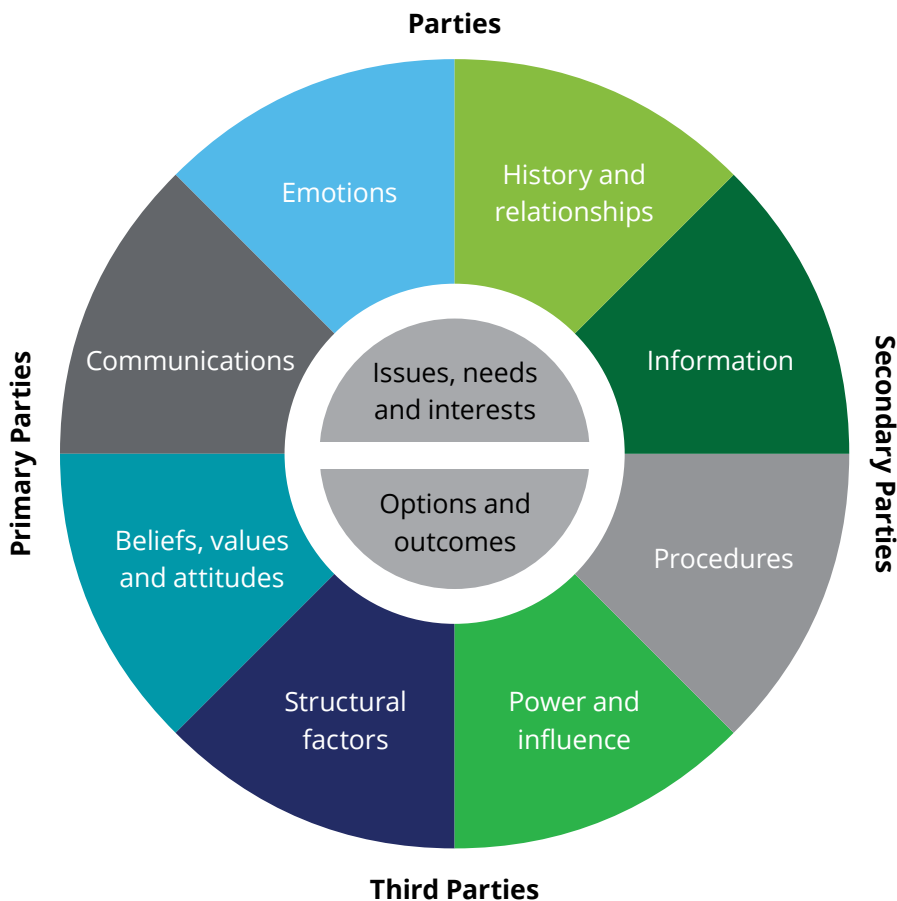 Parties
Emotions
History and
relationships
Communications
Information
Issues, needs
and interests
Primary Parties
Secondary Parties
Options and
outcomes
Beliefs, values
and attitudes
Procedures
Structural
factors
Power and
influence
Third Parties